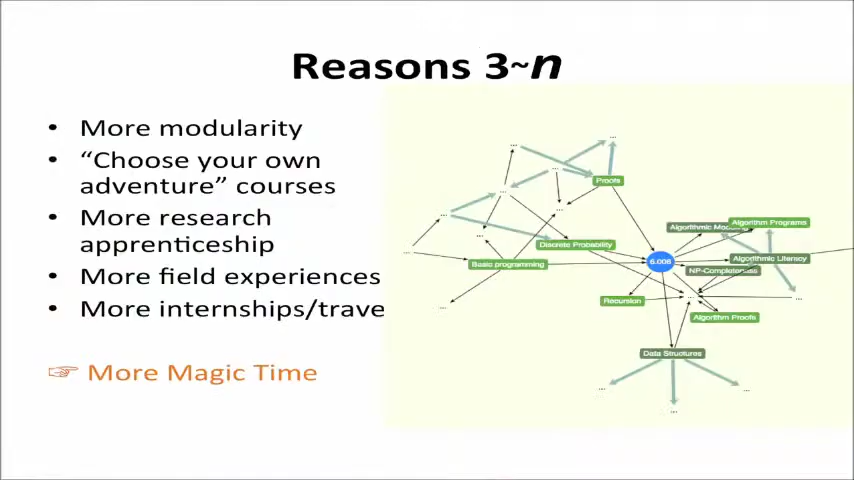 Reasons 3~n
• More modularity
• “Choose your own
adventure” courses
• More research
apprenticeship
• More field experiences
• More internships/trave
☞ More Magic Time
...
...
Proofs
...
...
...
...
...
...
Discrete Probability
Basic programming
...
Algorithmic
Algorithm Programs
6.006
Algorithmic Literacy
NP-Completeness
Recursion
...
...
Algorithm Proofs
Data Structures
...
...
...